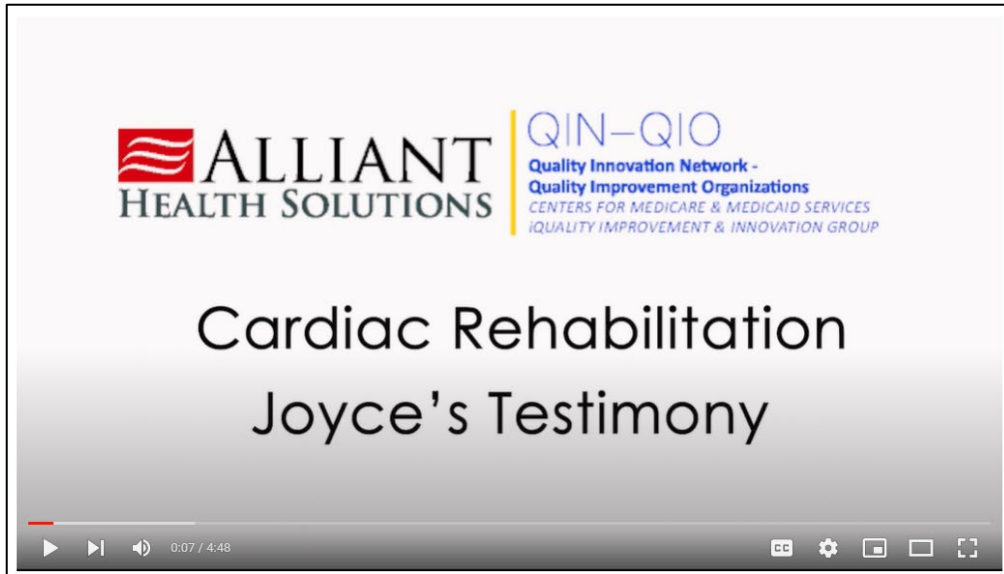 ALLIANT
HEALTH SOLUTIONS
QIN–QIO
Quality Innovation Network -
Quality Improvement Organizations
CENTERS FOR MEDICARE & MEDICAID SERVICES
iQUALITY IMPROVEMENT & INNOVATION GROUP
Cardiac Rehabilitation
Joyce’s Testimony
0:07 / 4:48
CC